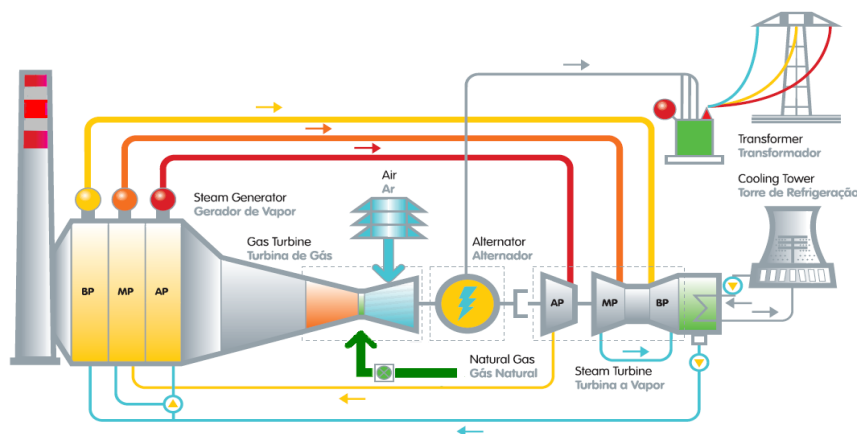 Transformer
Transformador
Cooling Tower
Torre de Refrigeração
Air
Ar
Steam Generator
Gerador de Vapor
Gas Turbine
Turbina de Gás
Alternator
Alternador
BP
MP
AP
AP
MP
BP
Natural Gas
Gás Natural
Steam Turbine
Turbina a Vapor